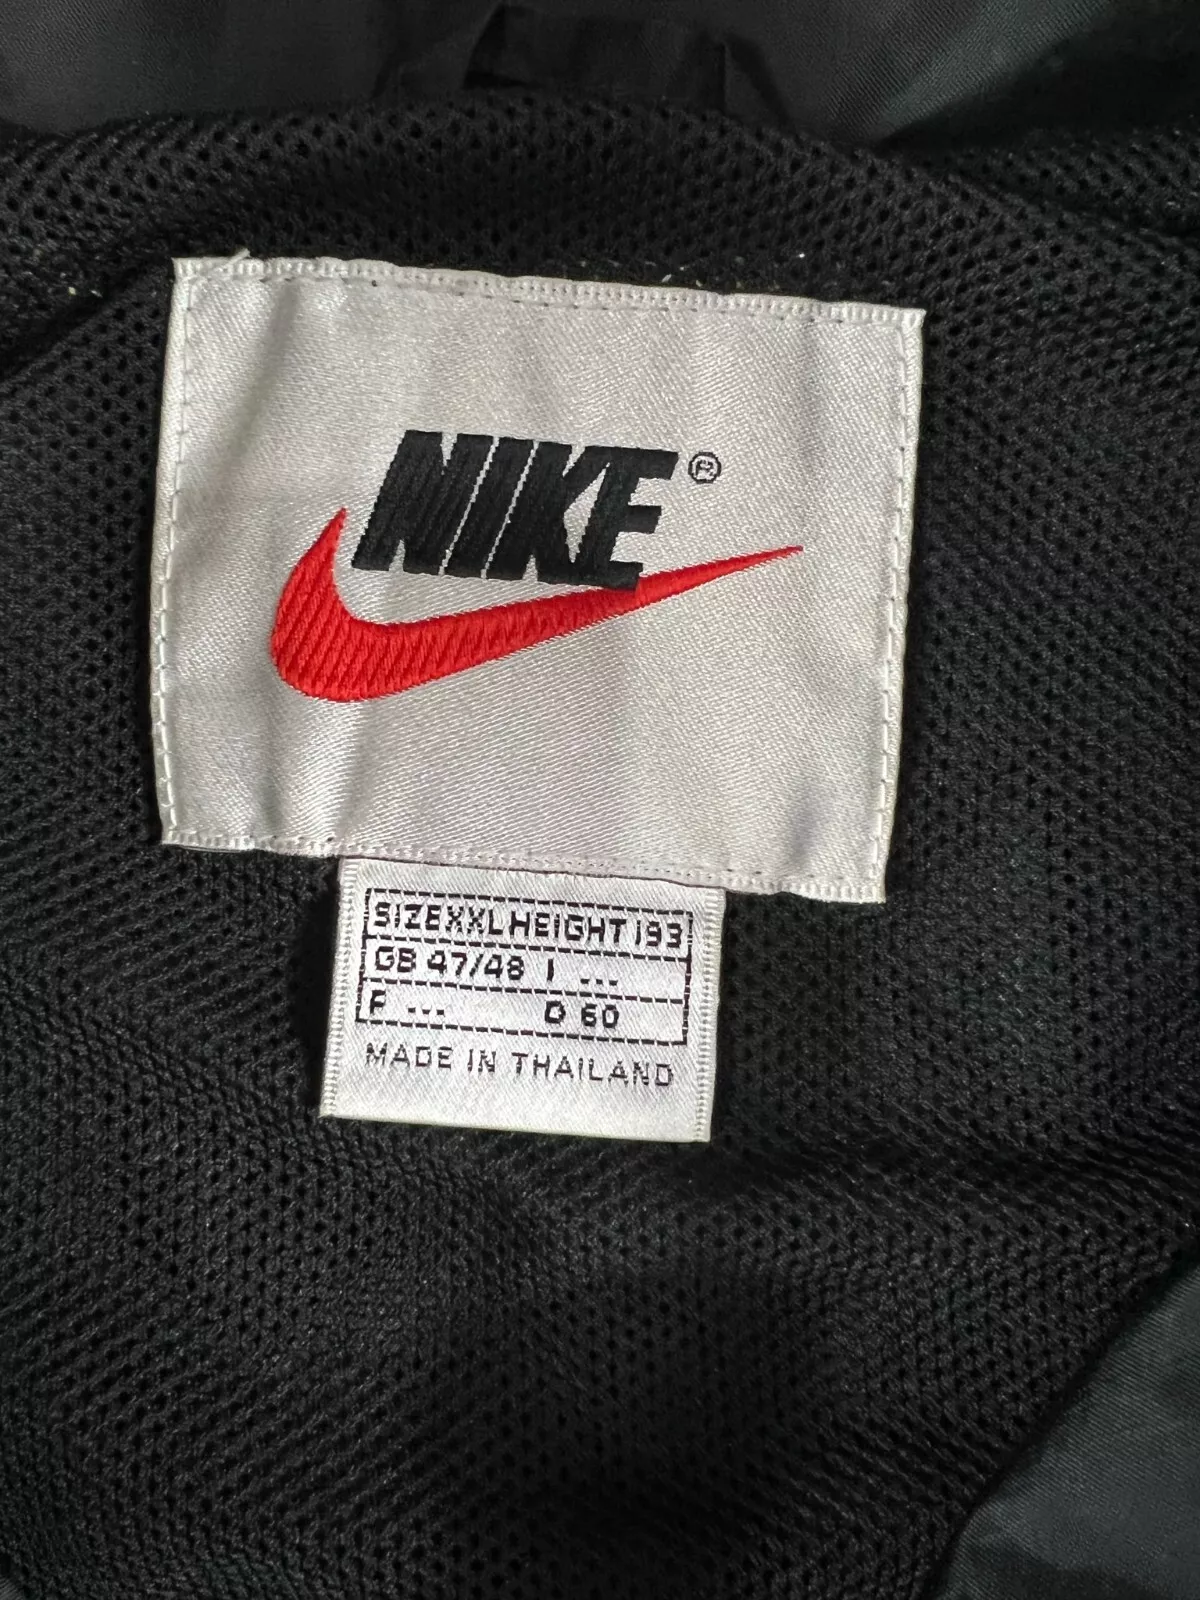 NIKE®
SIZE XXL HEIGHT 193
GB 47/48 I ...
F ... D 60
MADE IN THAILAND